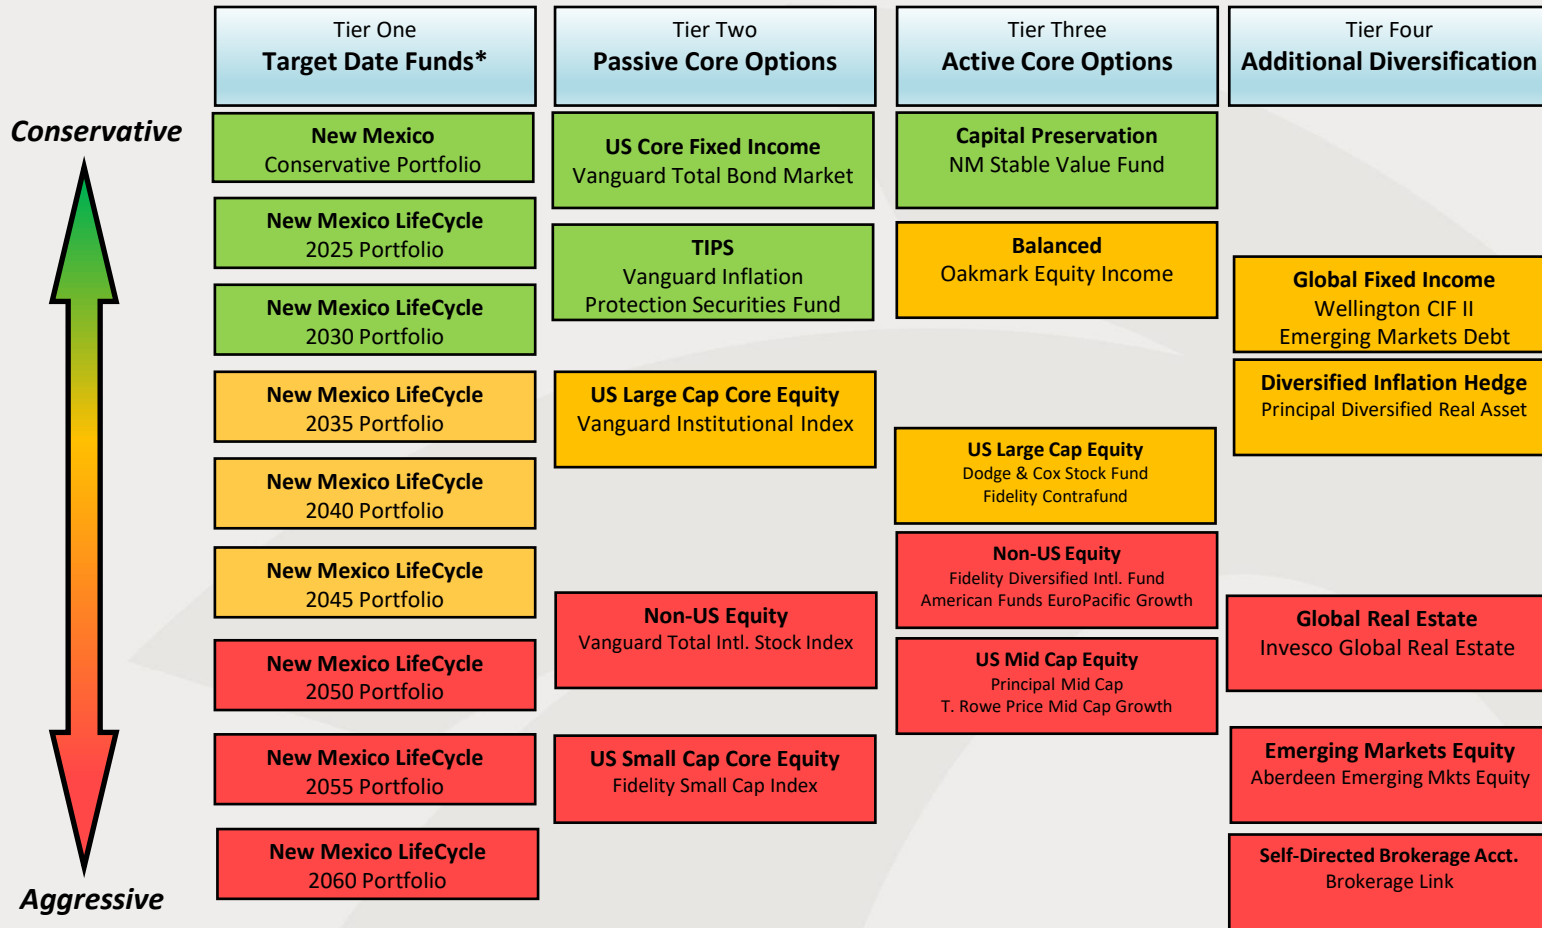 Tier One
Target Date Funds*
Tier Two
Passive Core Options
Tier Three
Active Core Options
Tier Four
Additional Diversification
Conservative
Aggressive
New Mexico
Conservative Portfolio
New Mexico LifeCycle
2025 Portfolio
New Mexico LifeCycle
2030 Portfolio
New Mexico LifeCycle
2035 Portfolio
New Mexico LifeCycle
2040 Portfolio
New Mexico LifeCycle
2045 Portfolio
New Mexico LifeCycle
2050 Portfolio
New Mexico LifeCycle
2055 Portfolio
New Mexico LifeCycle
2060 Portfolio
US Core Fixed Income
Vanguard Total Bond Market
TIPS
Vanguard Inflation
Protection Securities Fund
US Large Cap Core Equity
Vanguard Institutional Index
Non-US Equity
Vanguard Total Intl. Stock Index
US Small Cap Core Equity
Fidelity Small Cap Index
Capital Preservation
NM Stable Value Fund
Balanced
Oakmark Equity Income
US Large Cap Equity
Dodge & Cox Stock Fund
Fidelity Contrafund
Non-US Equity
Fidelity Diversified Intl. Fund
American Funds EuroPacific Growth
US Mid Cap Equity
Principal Mid Cap
T. Rowe Price Mid Cap Growth
Global Fixed Income
Wellington CIF II
Emerging Markets Debt
Diversified Inflation Hedge
Principal Diversified Real Asset
Global Real Estate
Invesco Global Real Estate
Emerging Markets Equity
Aberdeen Emerging Mkts Equity
Self-Directed Brokerage Acct.
Brokerage Link